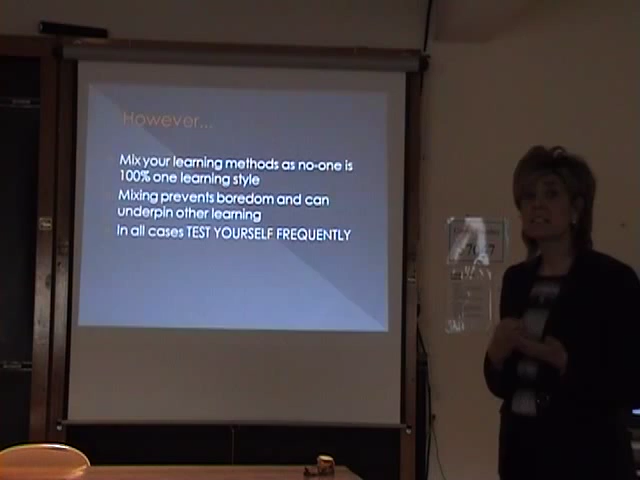 However...
Mix your learning methods as no-one is
100% one learning style
Mixing prevents boredom and can
underpin other learning
In all cases TEST YOURSELF FREQUENTLY